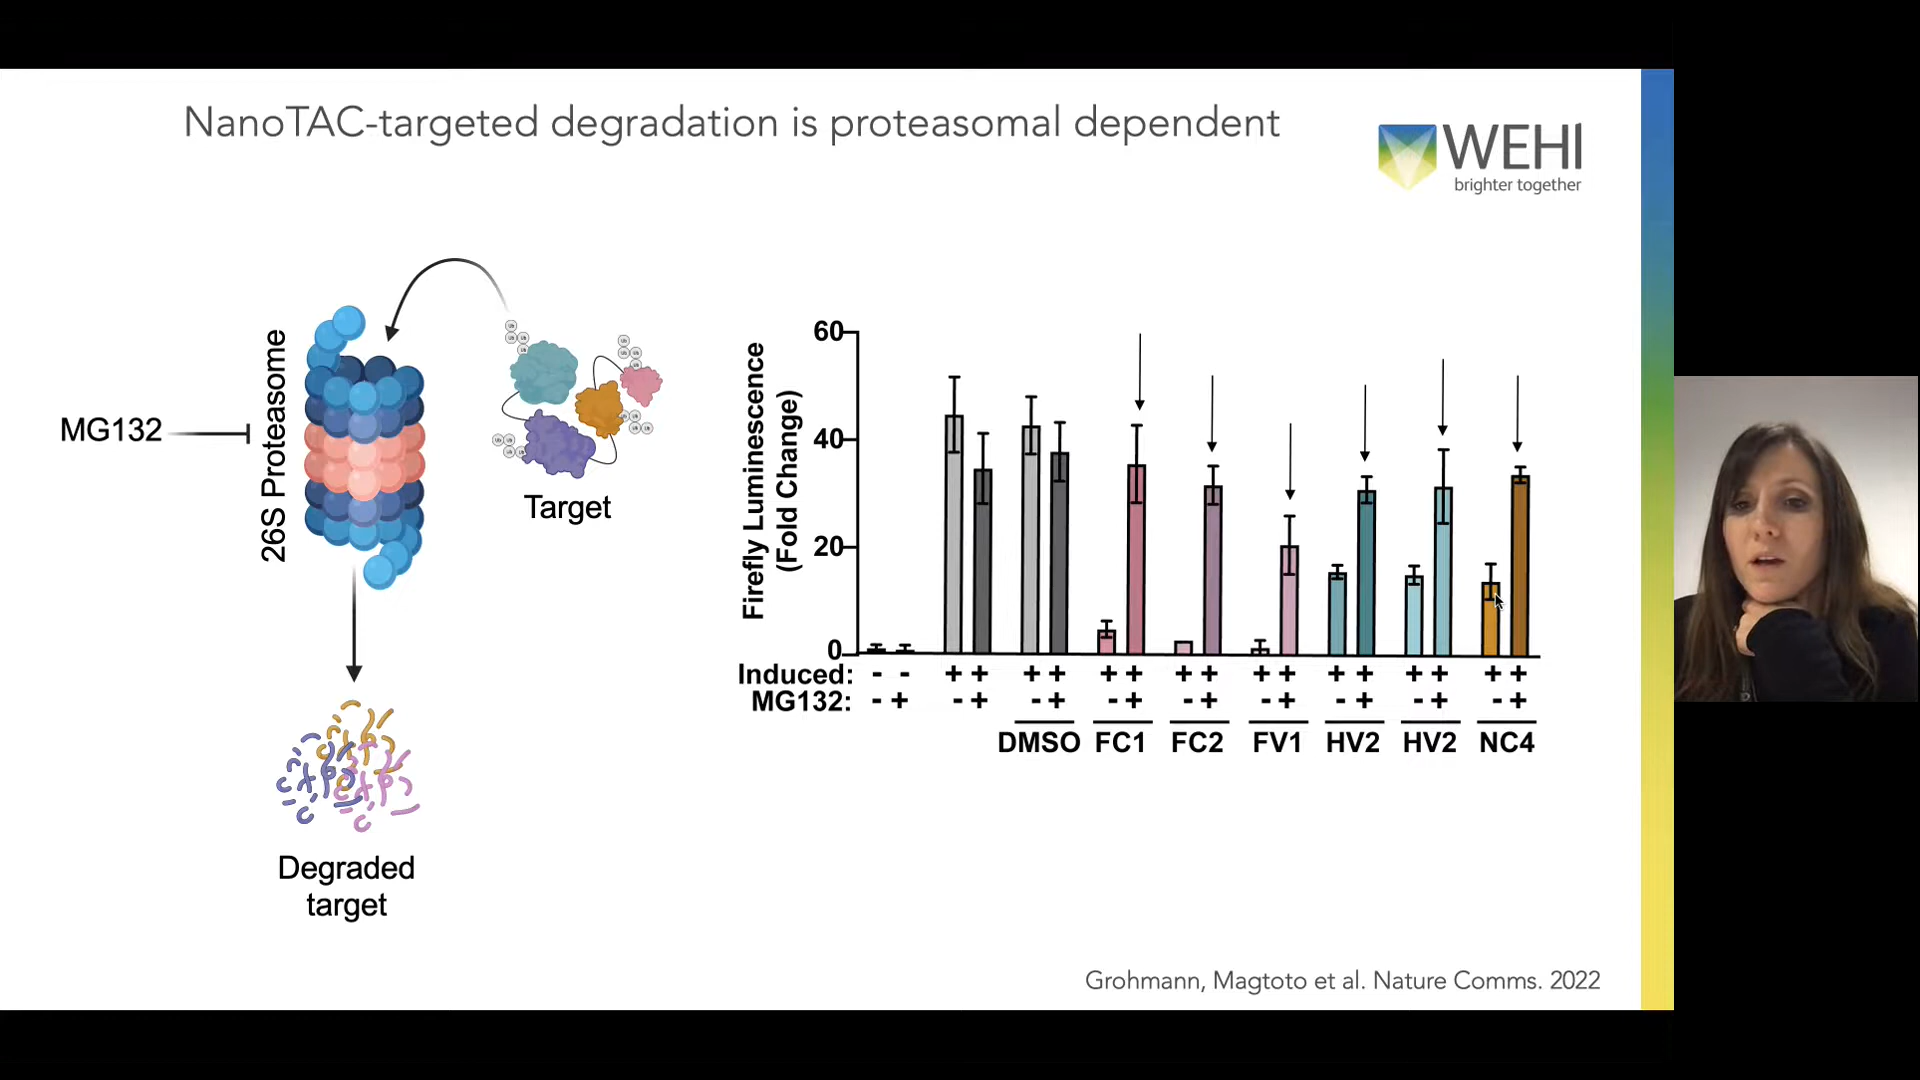 NanoTAC-targeted degradation is proteasomal dependent
WEHI
brighter together
MG132
26S Proteasome
Target
Degraded
target
Firefly Luminescence
(Fold Change)
60
40
20
0
Induced: - - + + + + + + + + + + + + + + + +
MG132: - + - + - + - + - + - + - + - + - +
DMSO FC1 FC2 FV1 HV2 HV2 NC4
Grohmann, Magtoto et al. Nature Comms. 2022